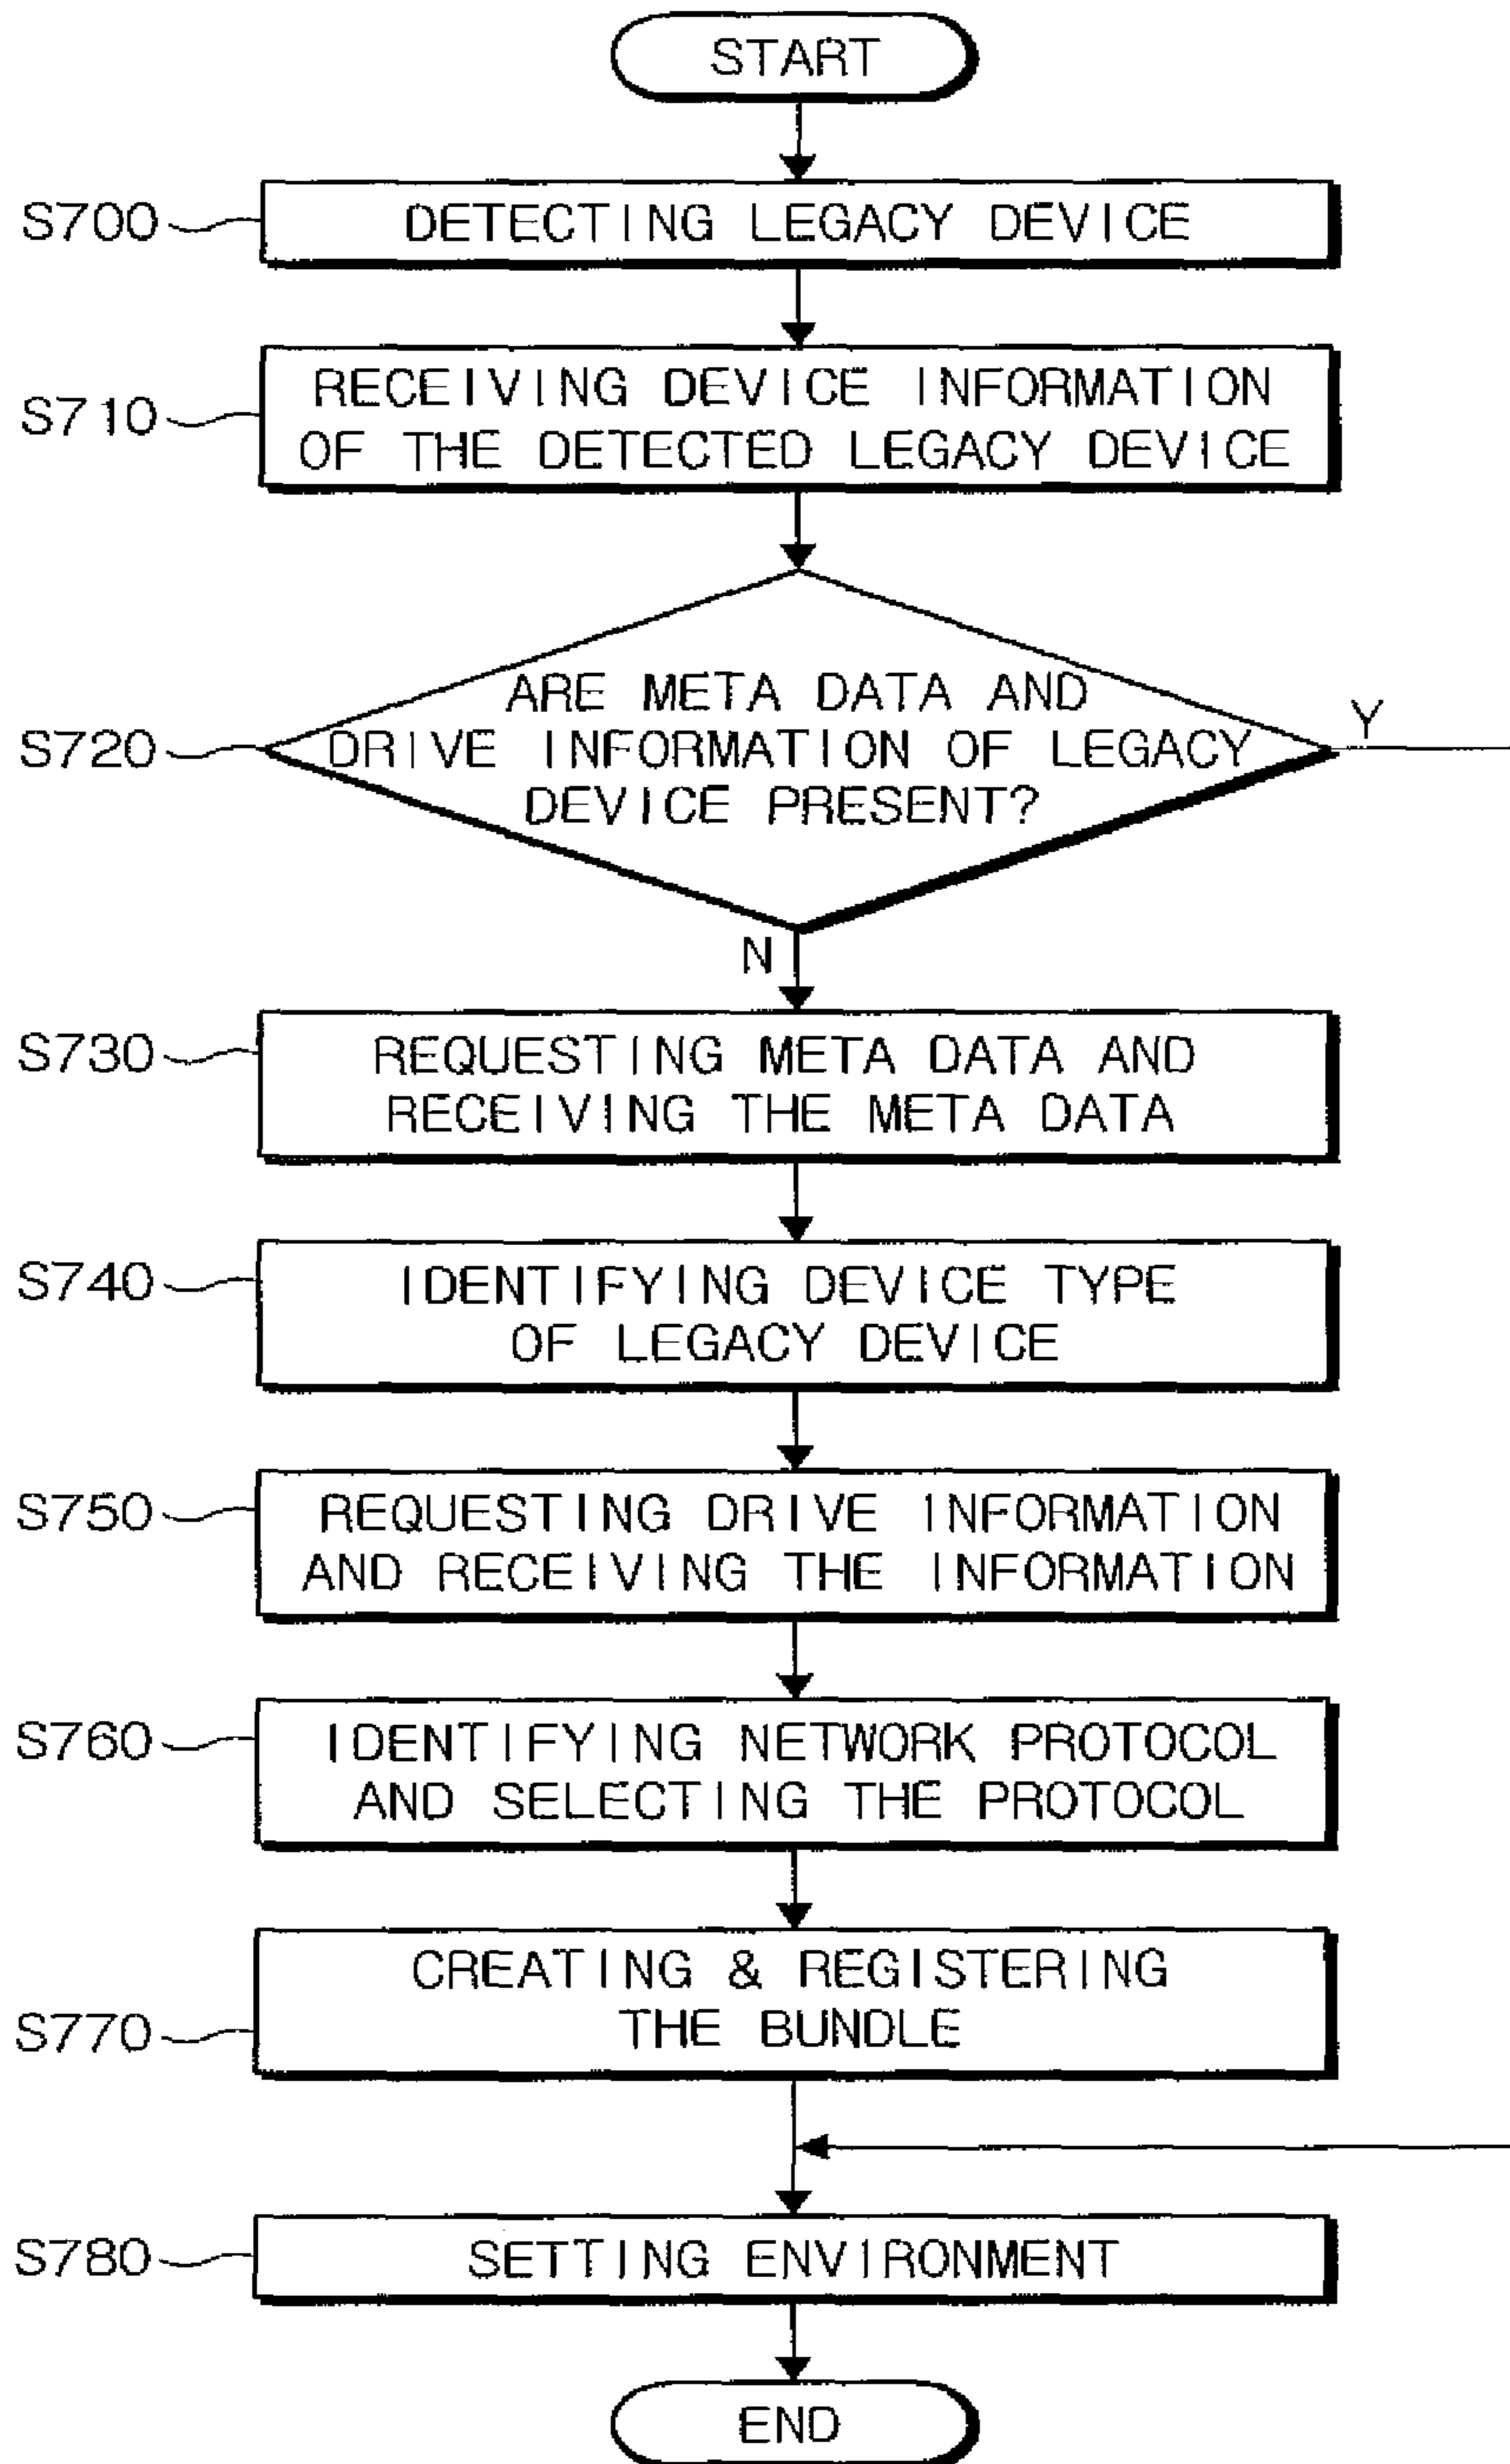 START
S700
DETECTING LEGACY DEVICE
S710
RECEIVING DEVICE INFORMATION
OF THE DETECTED LEGACY DEVICE
S720
ARE META DATA AND
DRIVE INFORMATION OF LEGACY
DEVICE PRESENT?
Y
N
S730
REQUESTING META DATA AND
RECEIVING THE META DATA
S740
IDENTIFYING DEVICE TYPE
OF LEGACY DEVICE
S750
REQUESTING DRIVE INFORMATION
AND RECEIVING THE INFORMATION
S760
IDENTIFYING NETWORK PROTOCOL
AND SELECTING THE PROTOCOL
S770
CREATING & REGISTERING
THE BUNDLE
S780
SETTING ENVIRONMENT
END